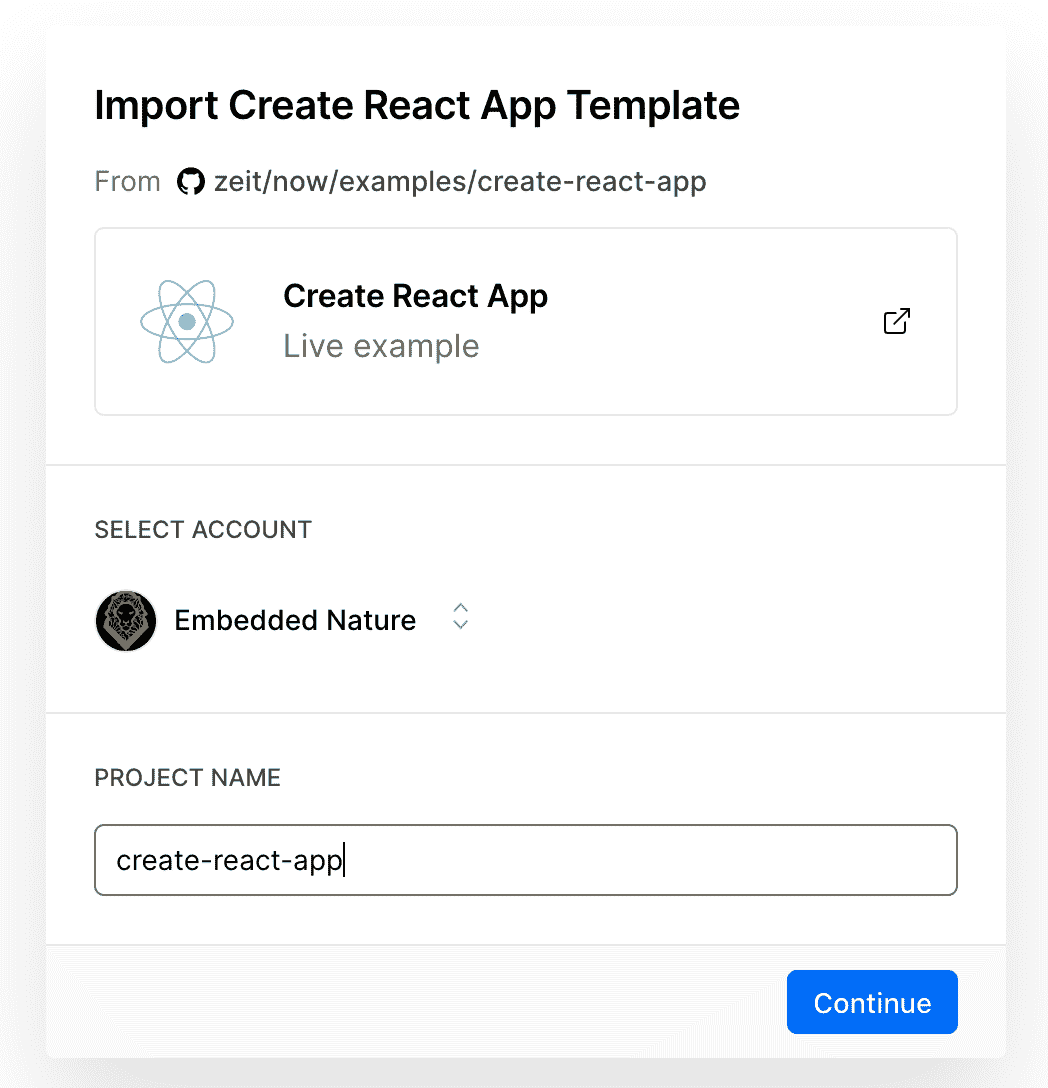 Import Create React App Template
From zeit/now/examples/create-react-app
Create React App
Live example
SELECT ACCOUNT
Embedded Nature
PROJECT NAME
create-react-app
Continue